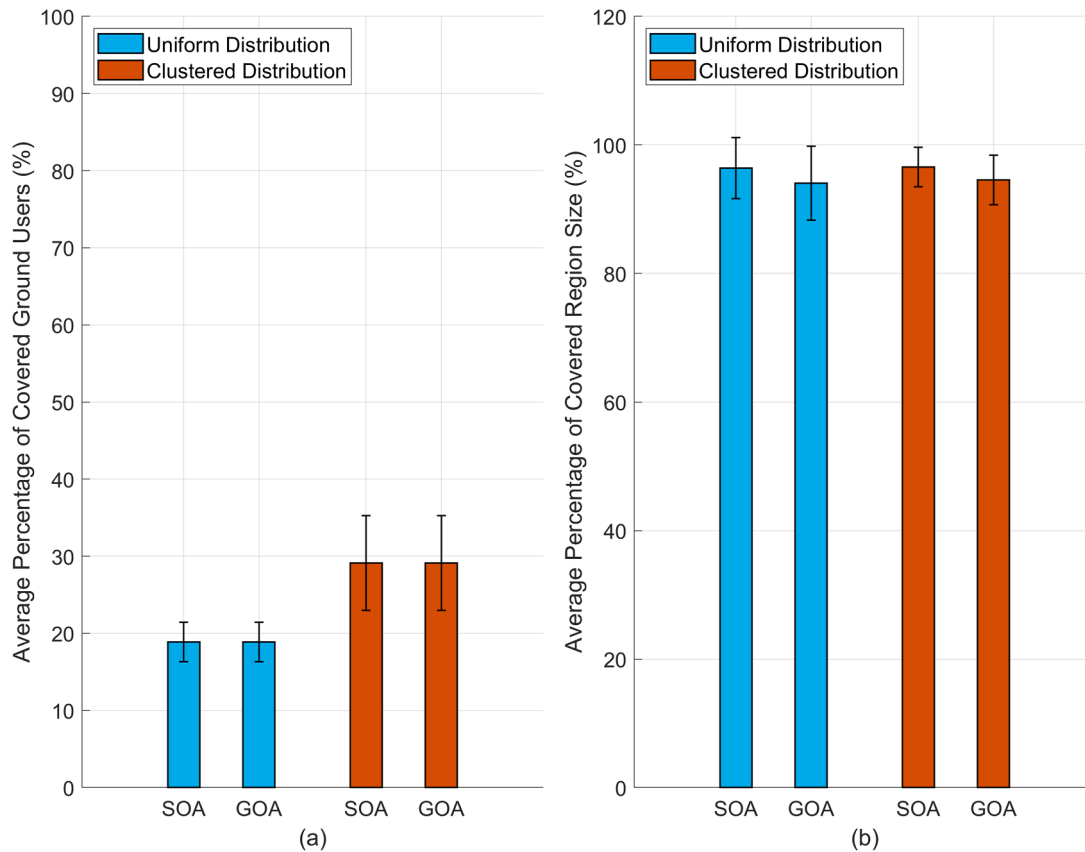 Average Percentage of Covered Ground Users (%)
100
90
80
70
60
50
40
30
20
10
0
Uniform Distribution
Clustered Distribution
SOA GOA SOA GOA
(a)
Average Percentage of Covered Region Size (%)
120
100
80
60
40
20
0
Uniform Distribution
Clustered Distribution
SOA GOA SOA GOA
(b)